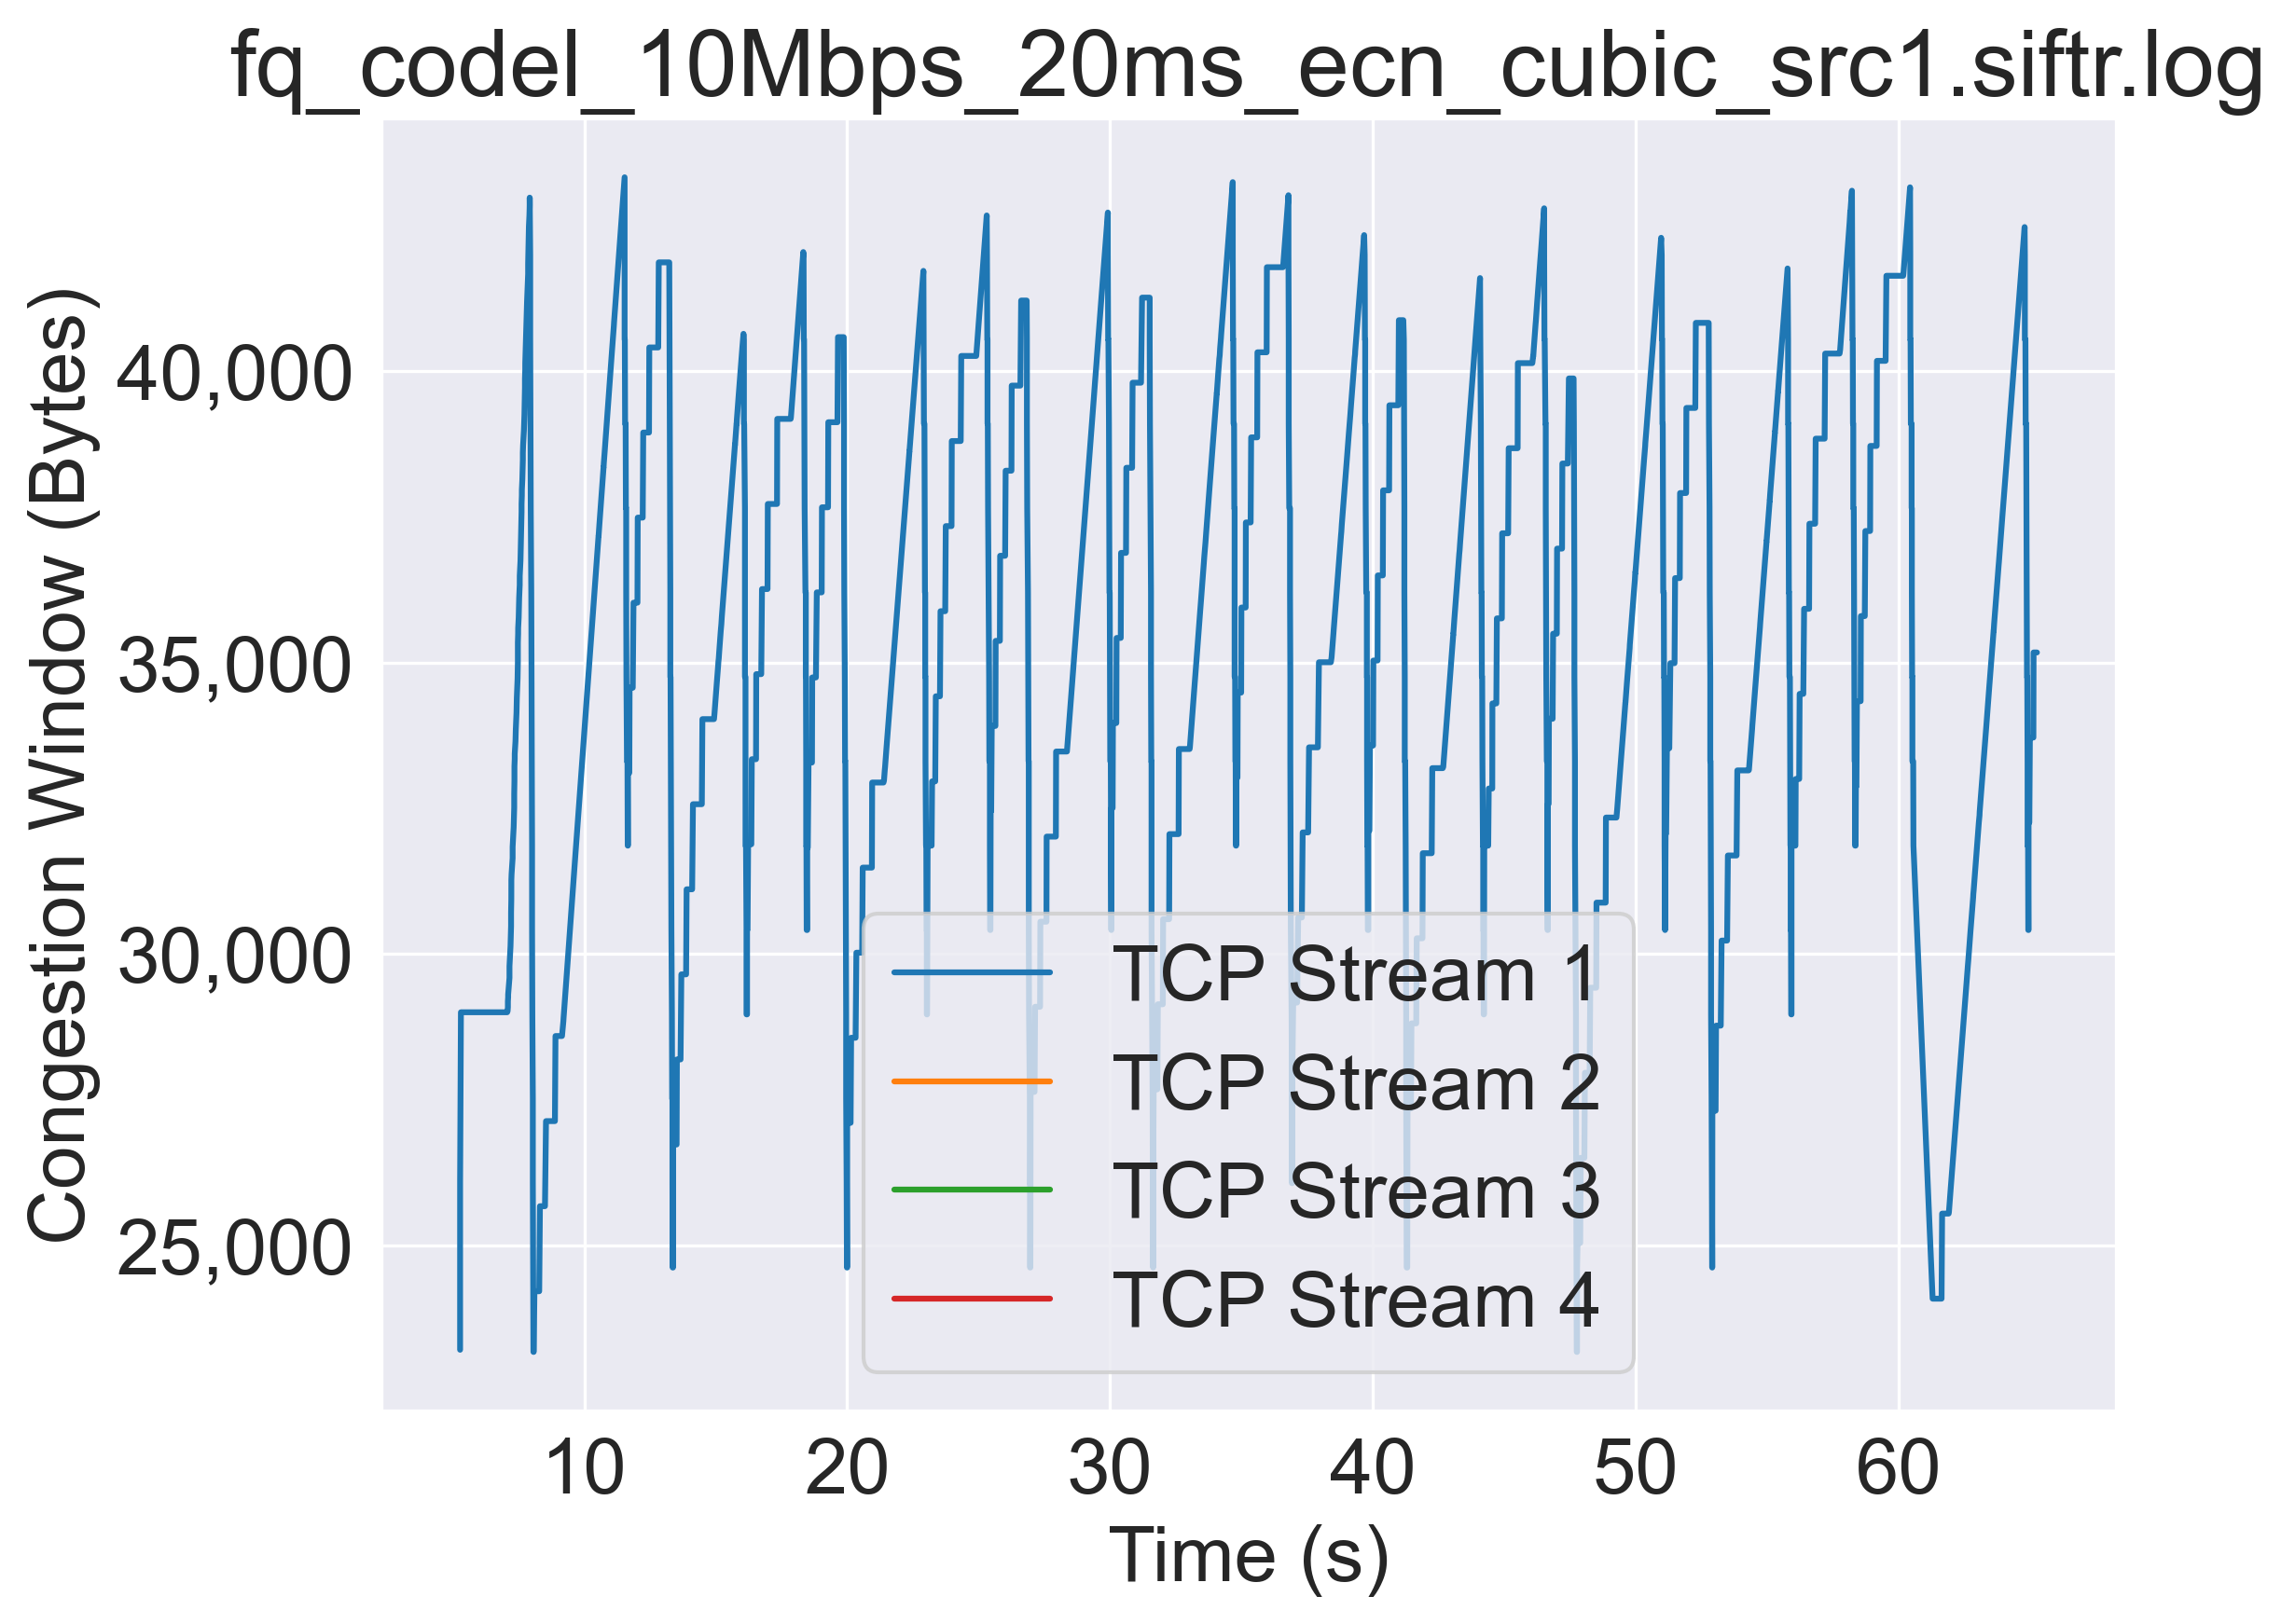 fq_codel_10Mbps_20ms_ecn_cubic_src1.siftr.log
Congestion Window (Bytes)
40,000
35,000
30,000
25,000
TCP Stream 1
TCP Stream 2
TCP Stream 3
TCP Stream 4
10 20 30 40 50 60
Time (s)